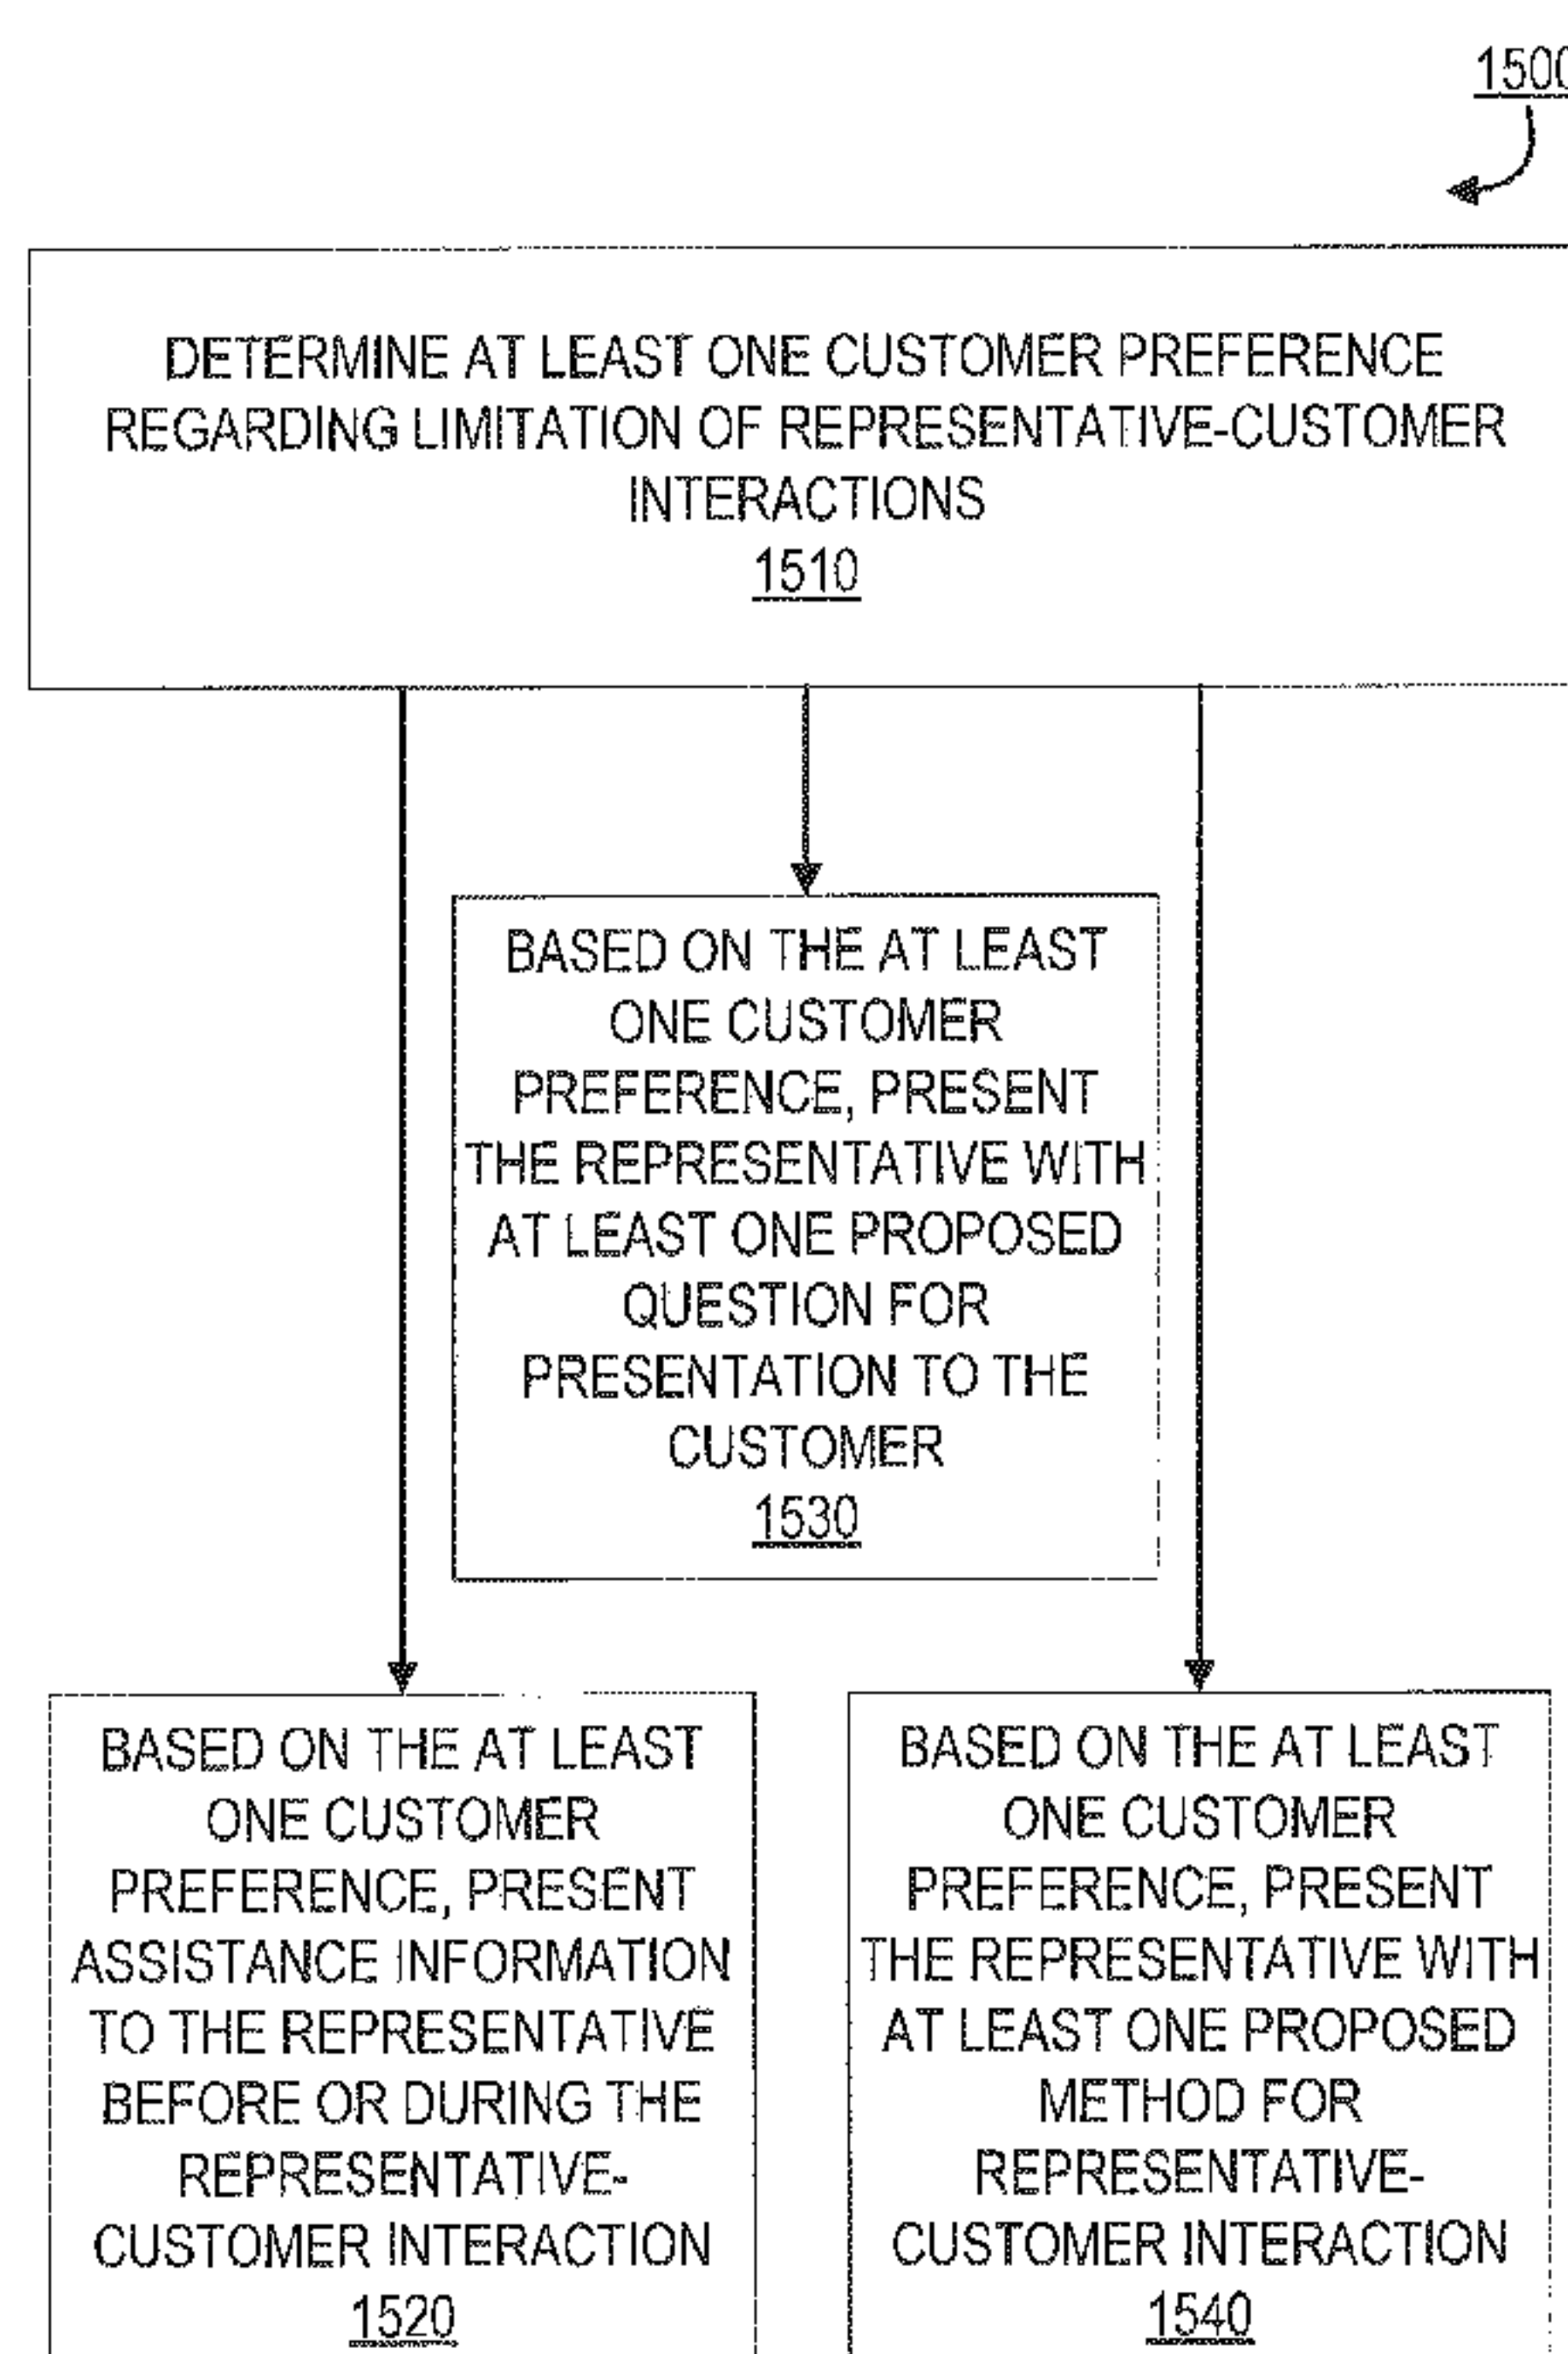 1500
DETERMINE AT LEAST ONE CUSTOMER PREFERENCE
REGARDING LIMITATION OF REPRESENTATIVE-CUSTOMER
INTERACTIONS
1510
BASED ON THE AT LEAST
ONE CUSTOMER
PREFERENCE, PRESENT
THE REPRESENTATIVE WITH
AT LEAST ONE PROPOSED
QUESTION FOR
PRESENTATION TO THE
CUSTOMER
1530
BASED ON THE AT LEAST
ONE CUSTOMER
PREFERENCE, PRESENT
ASSISTANCE INFORMATION
TO THE REPRESENTATIVE
BEFORE OR DURING THE
REPRESENTATIVE-
CUSTOMER INTERACTION
1520
BASED ON THE AT LEAST
ONE CUSTOMER
PREFERENCE, PRESENT
THE REPRESENTATIVE WITH
AT LEAST ONE PROPOSED
METHOD FOR
REPRESENTATIVE-
CUSTOMER INTERACTION
1540